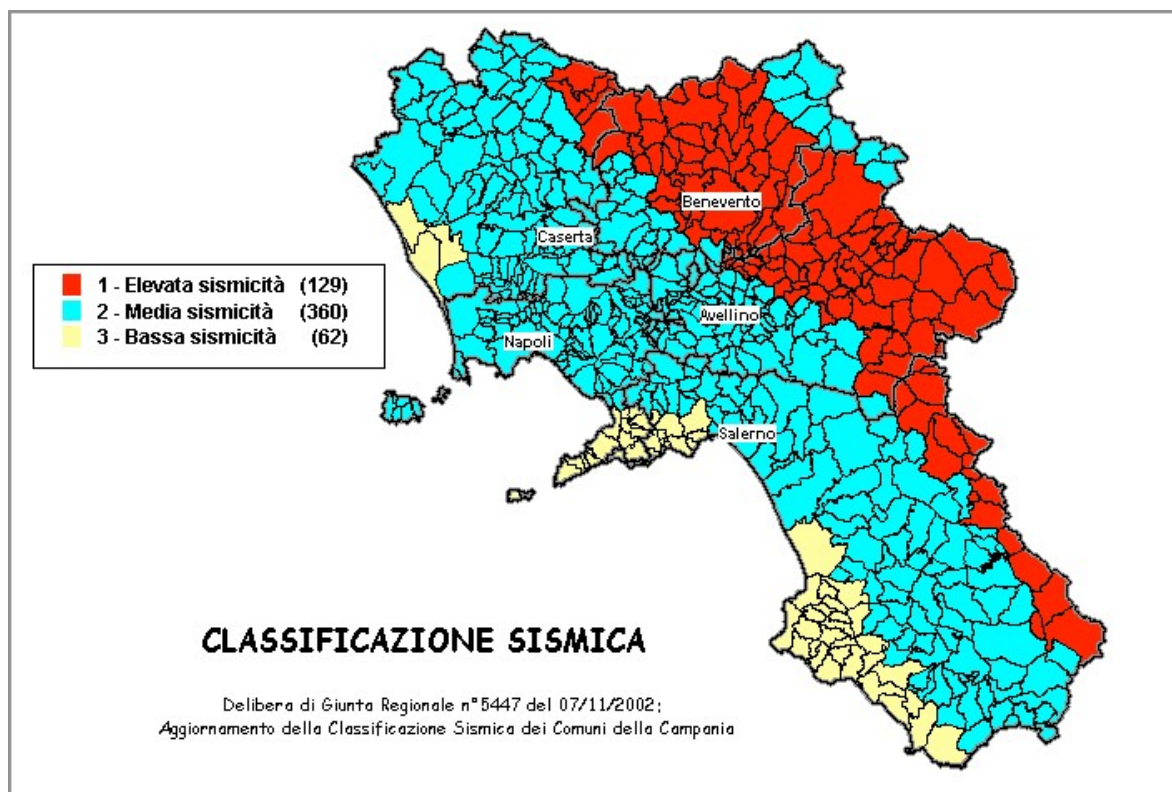 Benevento
Caserta
1 - Elevata sismicità (129)
2 - Media sismicità (360)
3 - Bassa sismicità (62)
Avellino
Napoli
Salerno
CLASSIFICAZIONE SISMICA
Delibera di Giunta Regionale n°5447 del 07/11/2002;
Aggiornamento della Classificazione Sismica dei Comuni della Campania